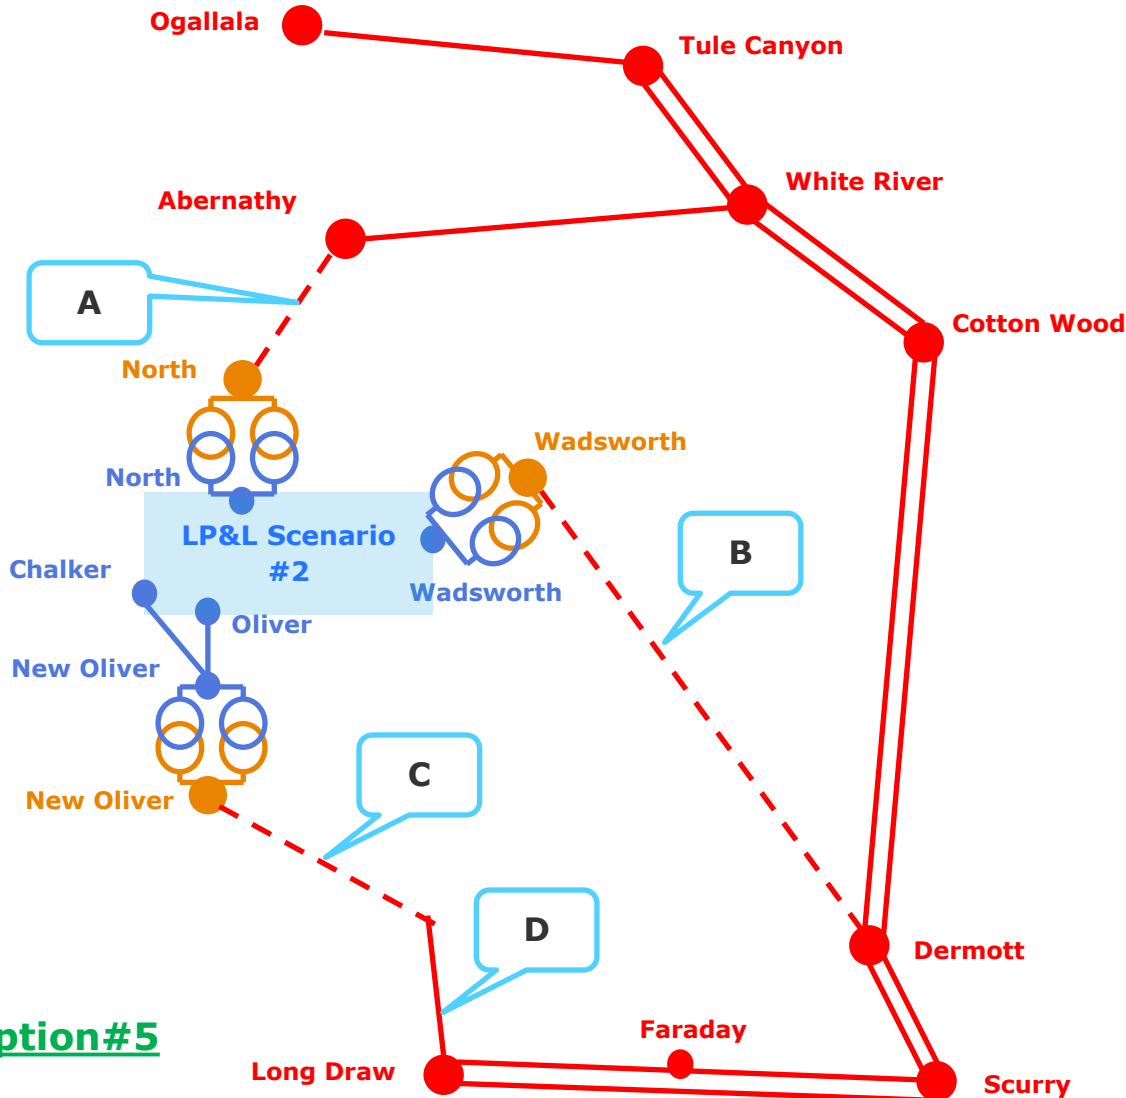 Ogallala
Tule Canyon
White River
Abernathy
A
Cotton Wood
North
Wadsworth
North
LP&L Scenario
#2
B
Chalker
Wadsworth
Oliver
New Oliver
C
New Oliver
D
Dermott
Faraday
ption#5
Long Draw
Scurry